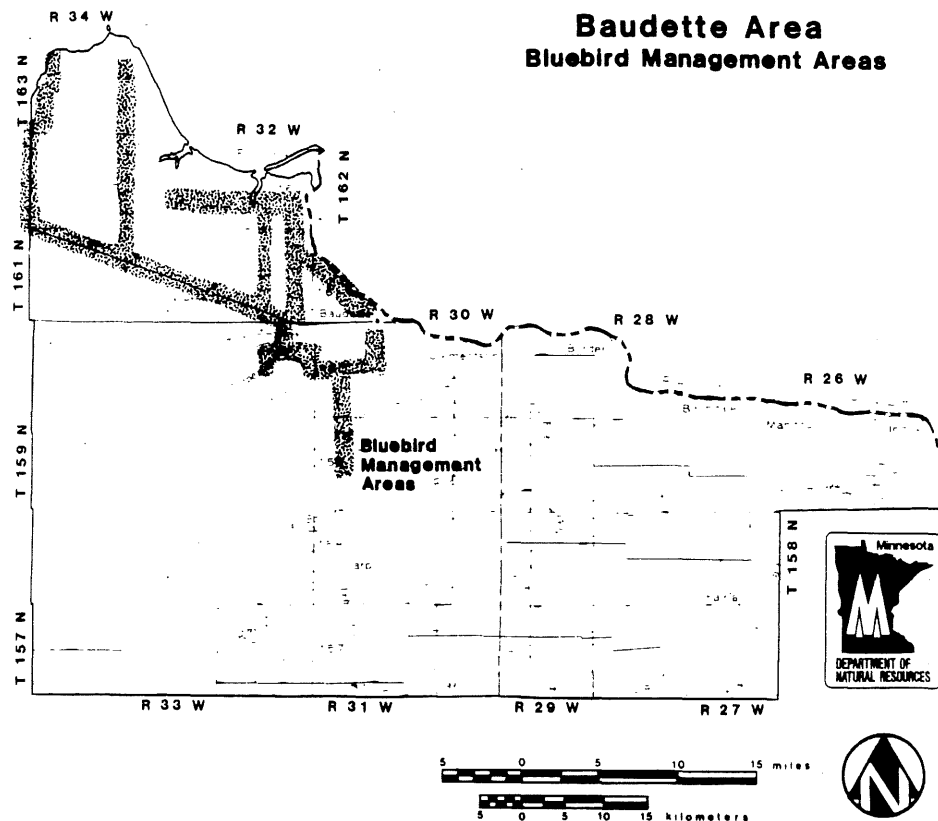 R 34 W
Baudette Area
Bluebird Management Areas
T 163 N
R 32 W
T 162 N
T 161 N
R 30 W
R 28 W
R 26 W
T 159 N
Bluebird
Management
Areas
T 158 N
Minnesota
DEPARTMENT OF
NATURAL RESOURCES
T 157 N
R 33 W
R 31 W
R 29 W
R 27 W
5 0 5 10 15 miles
5 0 5 10 15 kilometers
N